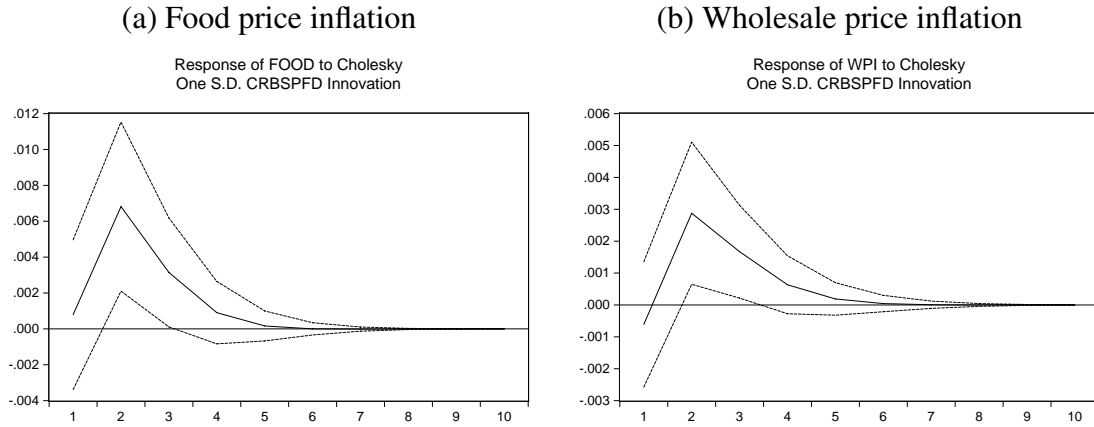 (a) Food price inflation
Response of FOOD to Cholesky
One S.D. CRBSPFD Innovation
.012
.010
.008
.006
.004
.002
.000
-.002
-.004
1 2 3 4 5 6 7 8 9 10
(b) Wholesale price inflation
Response of WPI to Cholesky
One S.D. CRBSPFD Innovation
.006
.005
.004
.003
.002
.001
.000
-.001
-.002
-.003
1 2 3 4 5 6 7 8 9 10